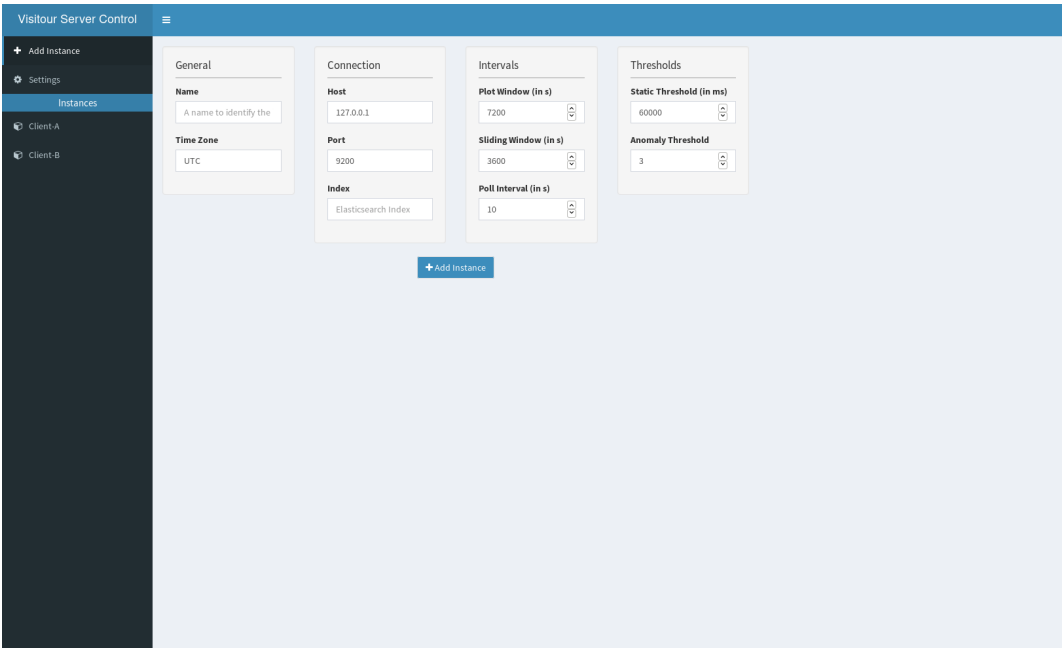 Visitour Server Control
Add Instance
Settings
Instances
Client-A
Client-B
General
Name
A name to identify the
Time Zone
UTC
Connection
Host
127.0.0.1
Port
9200
Index
Elasticsearch Index
Intervals
Plot Window (in s)
7200
Sliding Window (in s)
3600
Poll Interval (in s)
10
Thresholds
Static Threshold (in ms)
60000
Anomaly Threshold
3
Add Instance